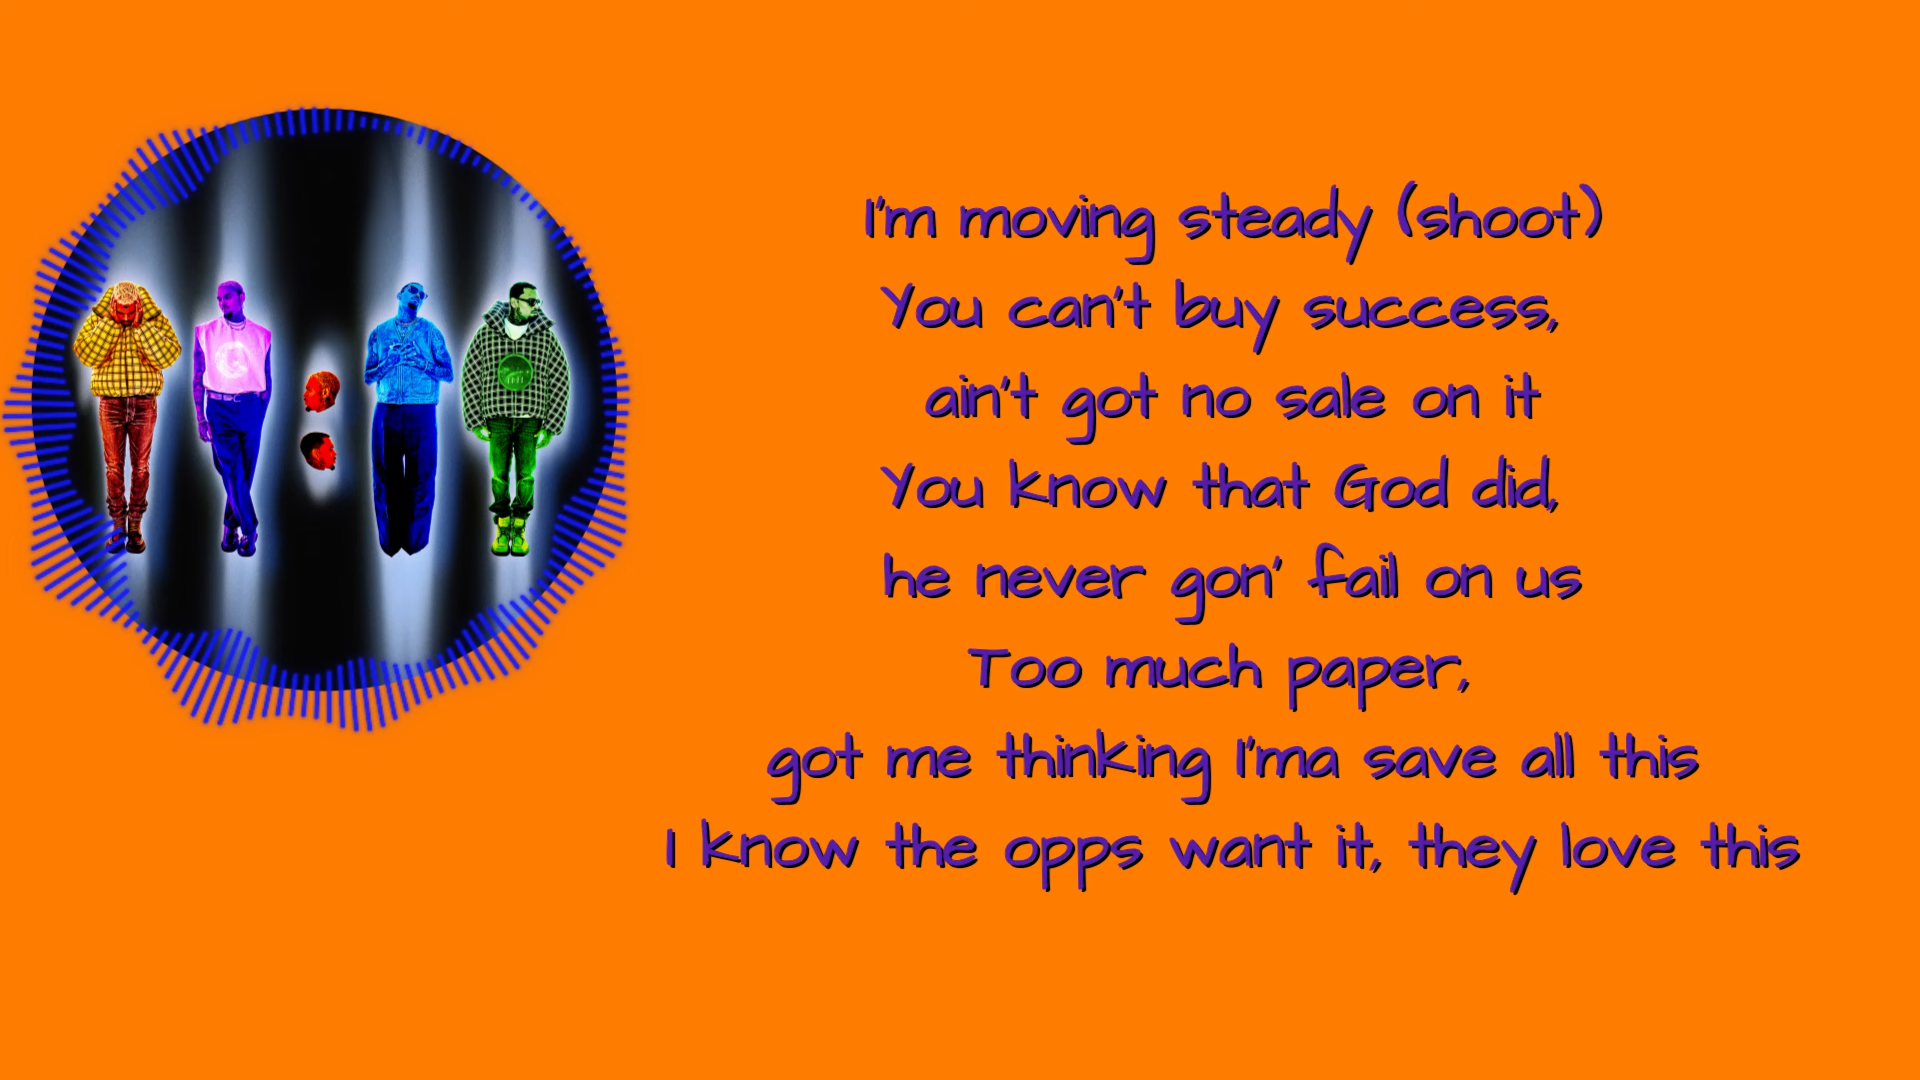 I'm moving steady (shoot)
You can't buy success,
ain't got no sale on it
You know that God did,
he never gon' fail on us
Too much paper,
got me thinking I'ma save all this
I know the opps want it, they love this